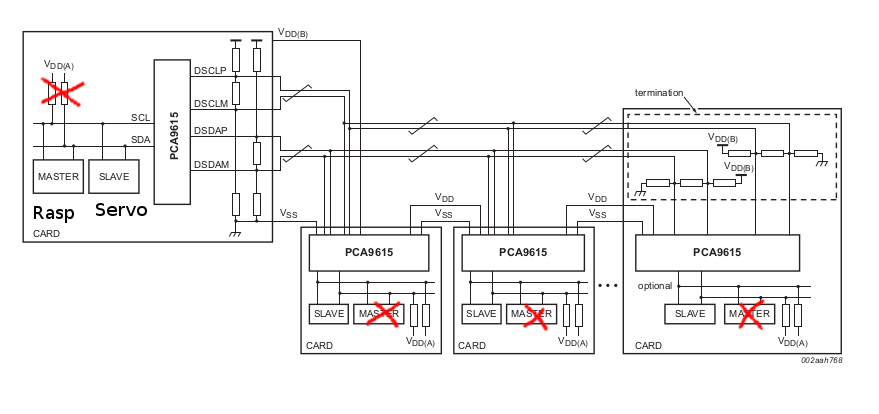 VDD(B)
VDD(A)
DSCLP
DSCLM
SCL
PCA9615
DSDAP
SDA
DSDAM
MASTER
SLAVE
Rasp
Servo
CARD
VSS
VDD
VSS
PCA9615
SLAVE
MASTER
VDD(A)
CARD
VDD
VSS
PCA9615
SLAVE
MASTER
VDD(A)
CARD
termination
VDD(B)
VDD(B)
PCA9615
optional
SLAVE
MASTER
VDD(A)
CARD
002aah768